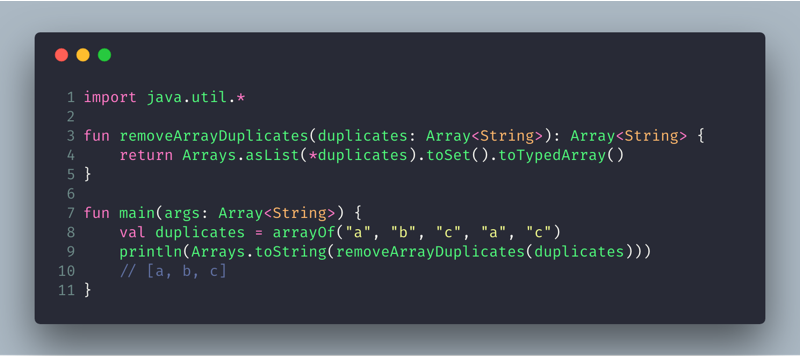 1 import java.util.*
2
3 fun removeArrayDuplicates(duplicates: Array<String>): Array<String> {
4     return Arrays.asList(*duplicates).toSet().toTypedArray()
5 }
6
7 fun main(args: Array<String>) {
8     val duplicates = arrayOf("a", "b", "c", "a", "c")
9     println(Arrays.toString(removeArrayDuplicates(duplicates)))
10     // [a, b, c]
11 }